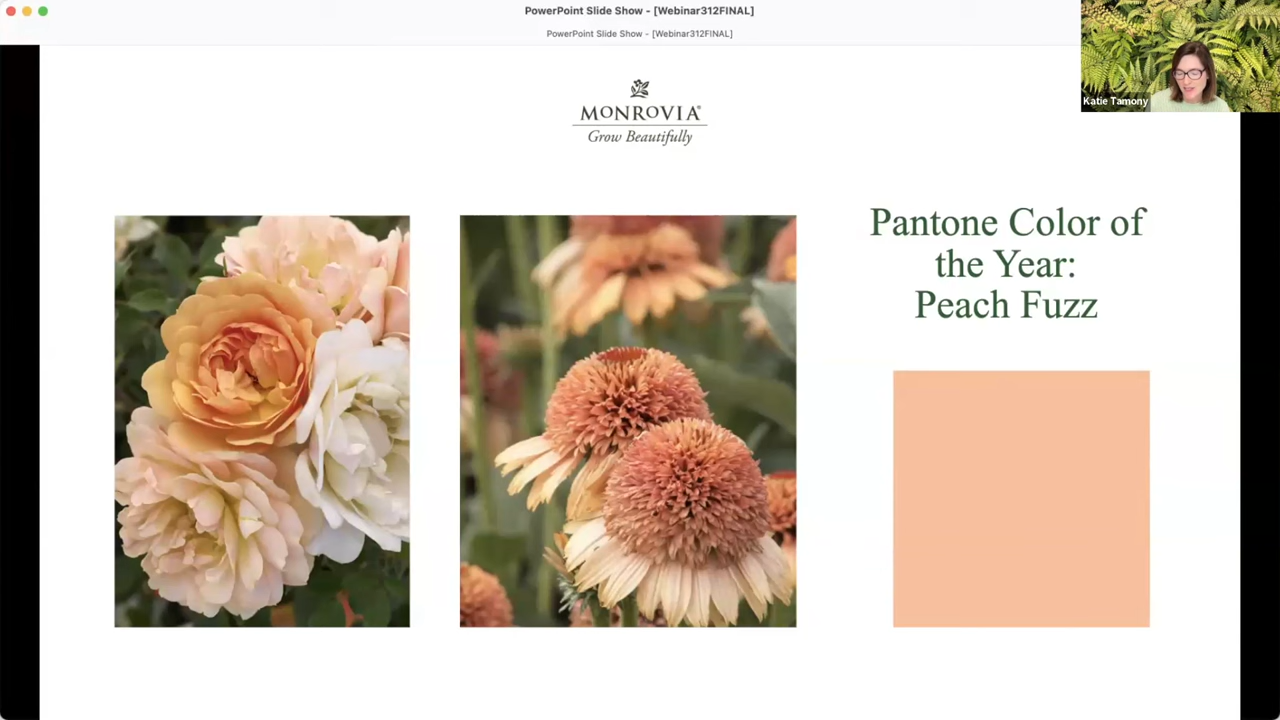 PowerPoint Slide Show - [Webinar312FINAL]
PowerPoint Slide Show - [Webinar312FINAL]
Katie Tamony
MONROVIA®
Grow Beautifully
Pantone Color of
the Year:
Peach Fuzz